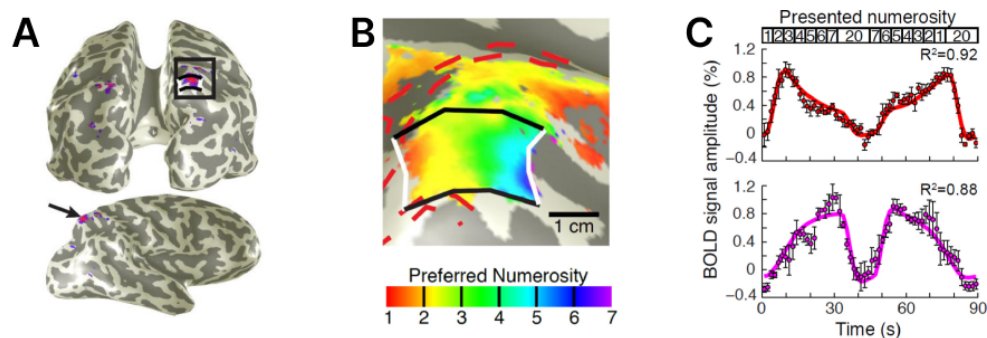 A
B
1 cm
Preferred Numerosity
1 2 3 4 5 6 7
C
Presented numerosity
1 2 3 4 5 6 7 20 7 6 5 4 3 2 1 20
R²=0.92
1.2
0.8
0.4
0
−0.4
BOLD signal amplitude (%)
R²=0.88
1.2
0.8
0.4
0
−0.4
0 30 60 90
Time (s)